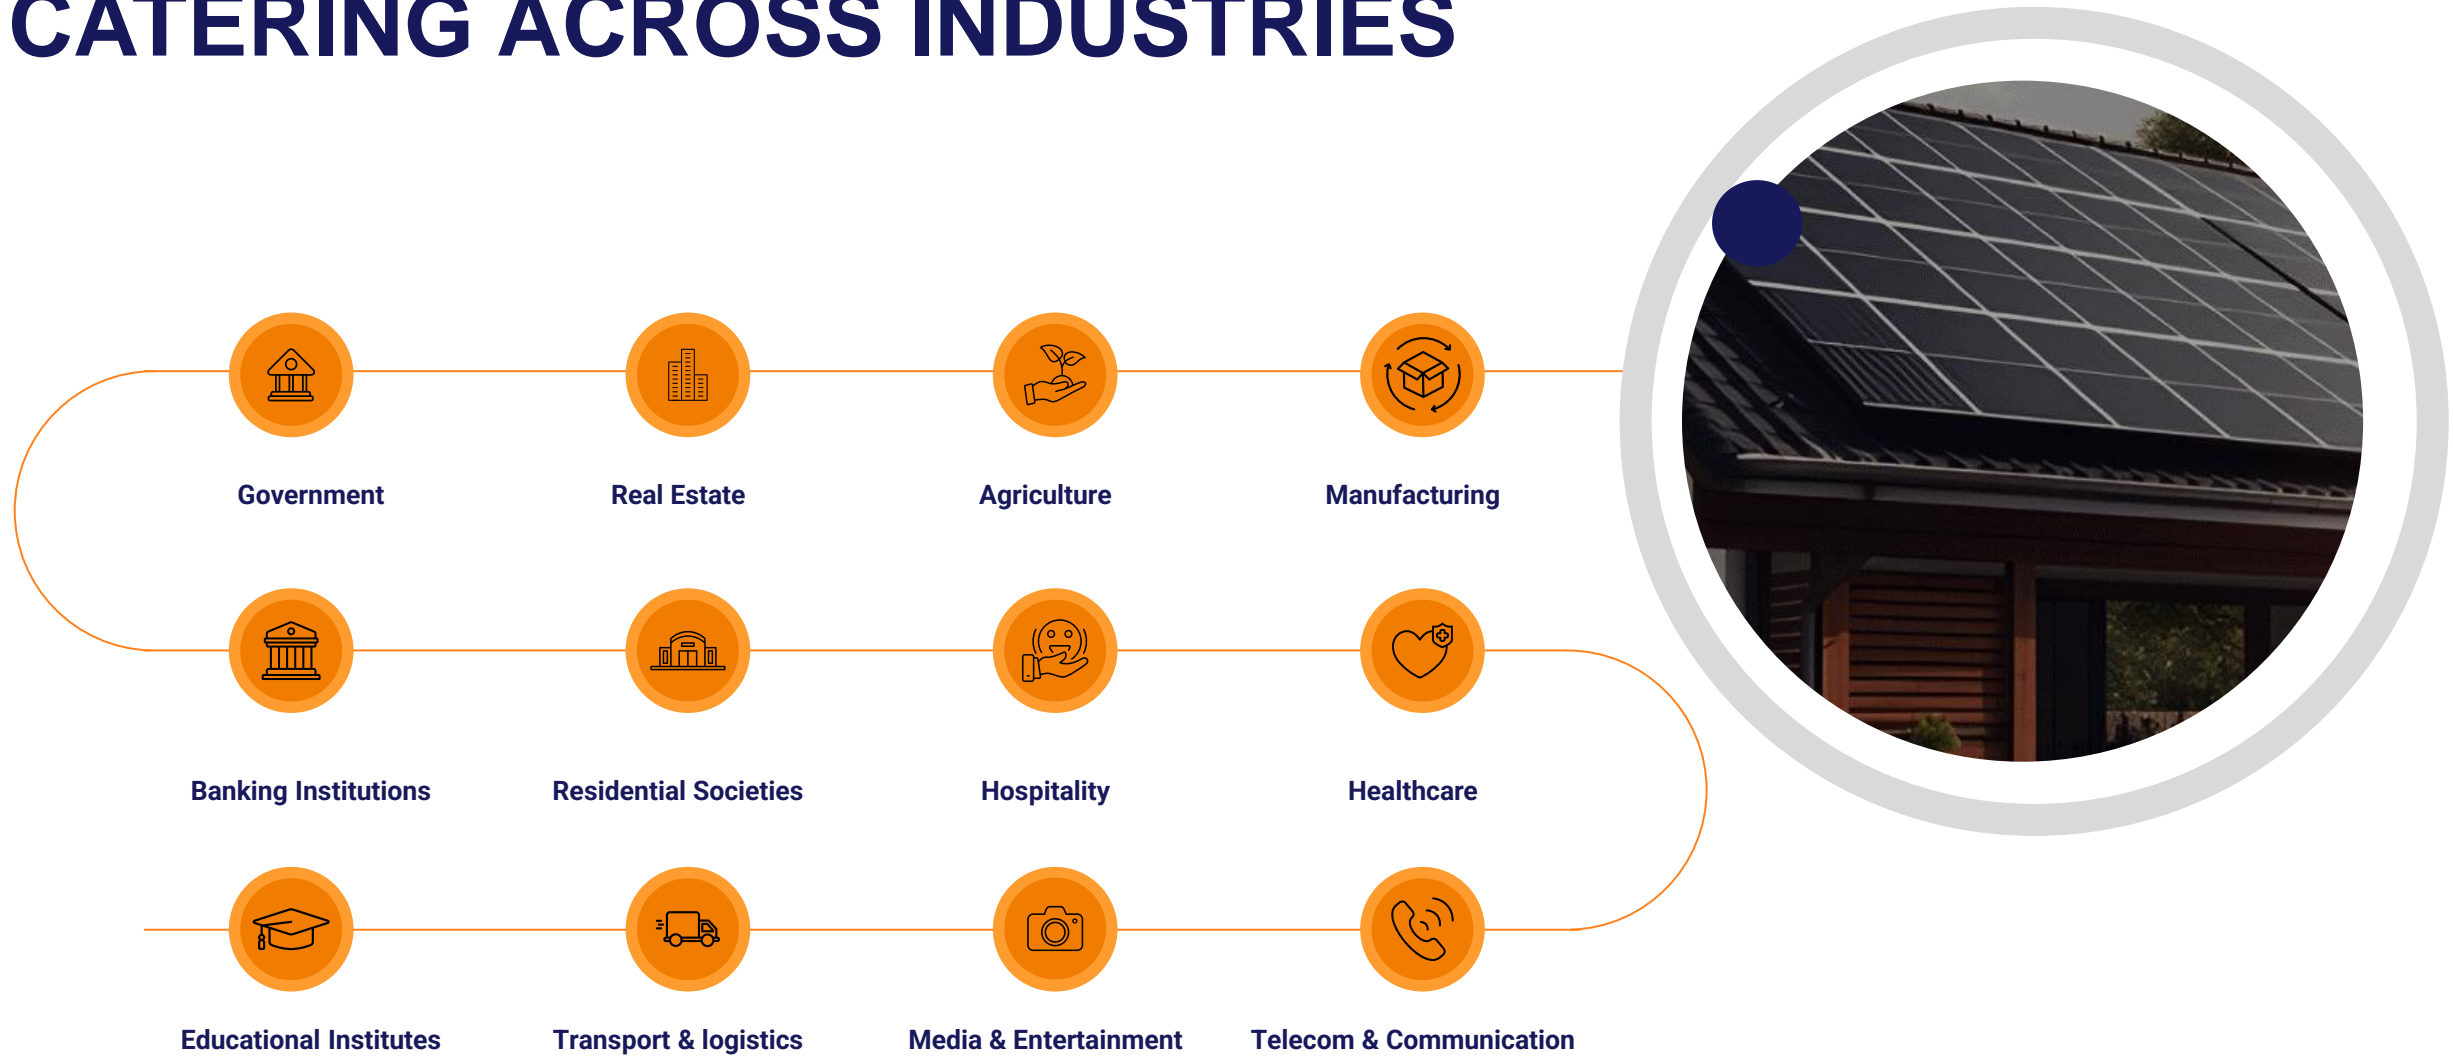 CATERING ACROSS INDUSTRIES
Government
Real Estate
Agriculture
Manufacturing
Banking Institutions
Residential Societies
Hospitality
Healthcare
Educational Institutes
Transport & logistics
Media & Entertainment
Telecom & Communication